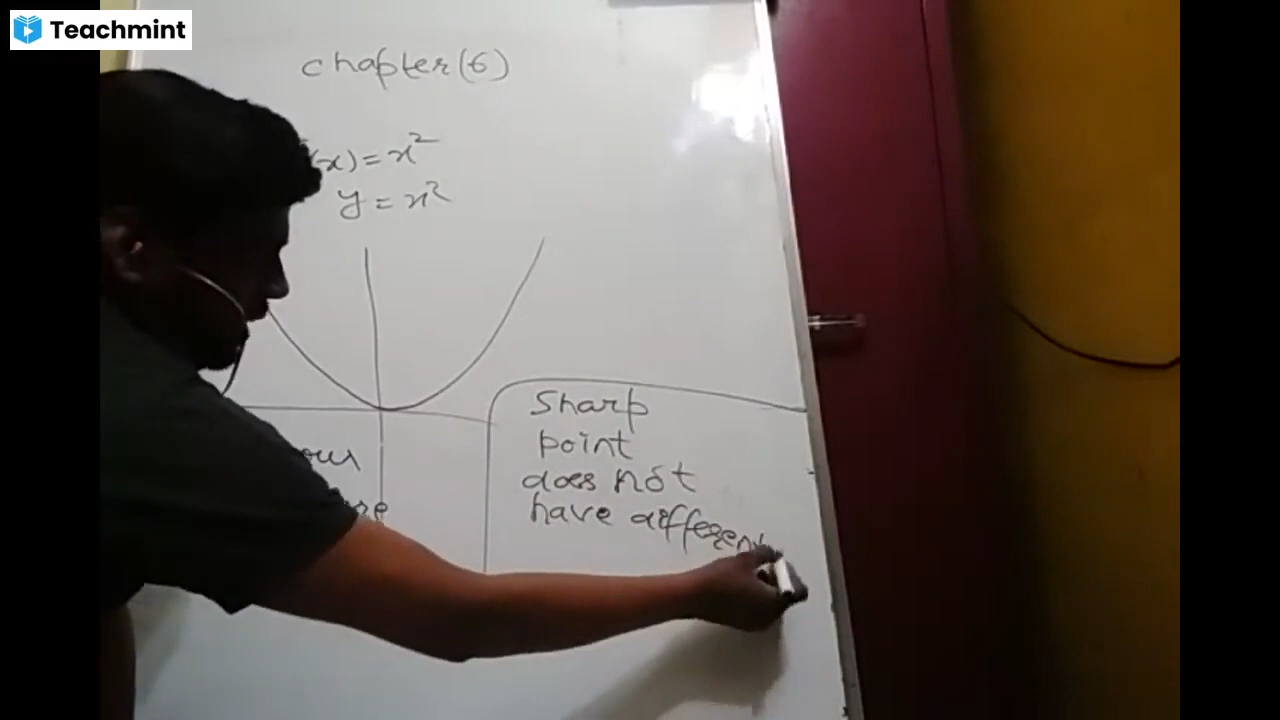 Teachmint
chapter(6)
(x) = x²
y = x²
Sharp
point
does not
have different